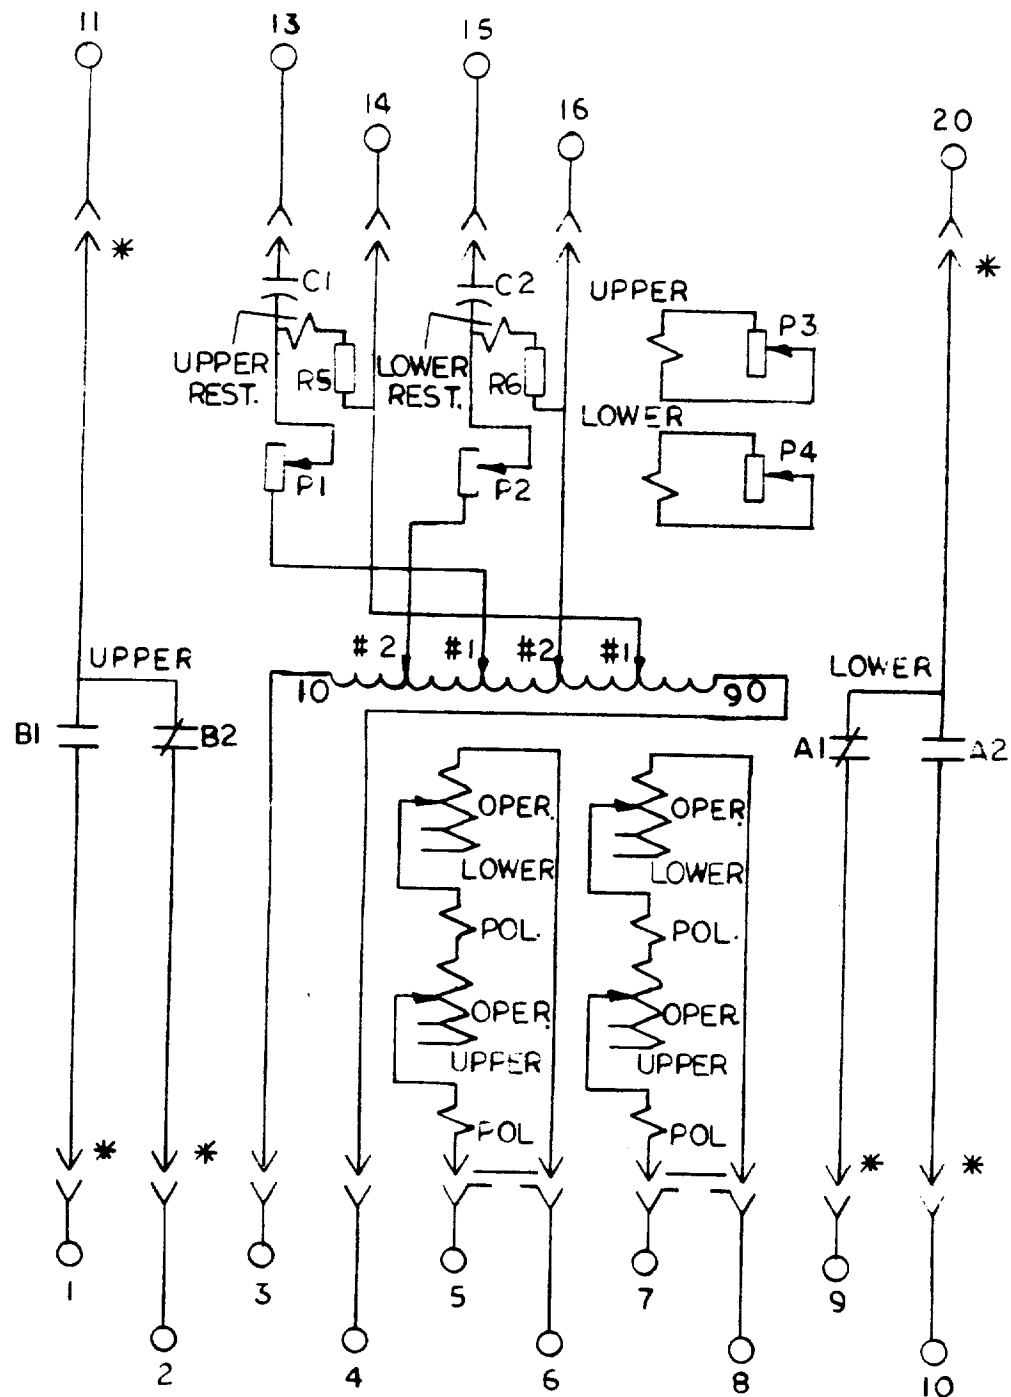 11
13
15
14
16
20
*
*
C1
C2
UPPER
P3
UPPER REST.
R5
LOWER REST.
R6
LOWER
P4
P1
P2
#2 #1 #2 #1
UPPER
LOWER
10
90
B1
B2
A1
A2
OPER.
OPER.
LOWER
LOWER
POL.
POL.
OPER.
OPER
UPPER
UPPER
POL
POL
*
*
*
*
1
3
5
7
9
2
4
6
8
10